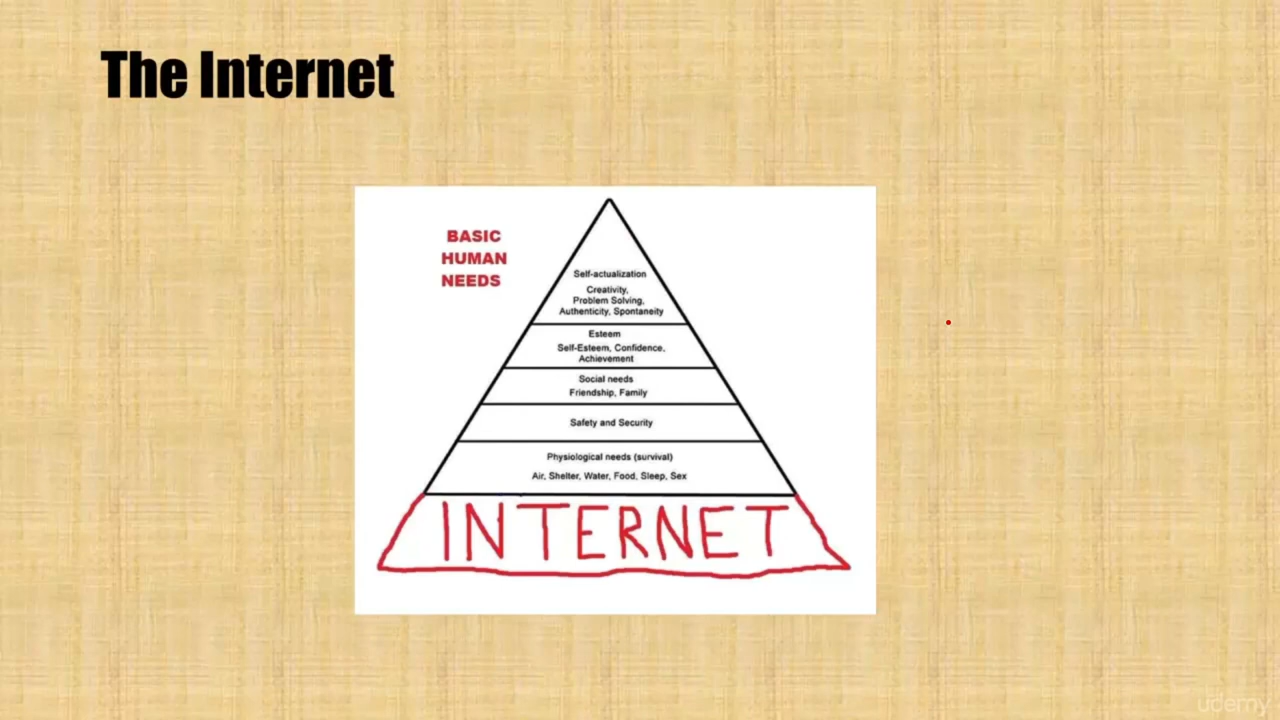 The Internet
BASIC
HUMAN
NEEDS
Self-actualization
Creativity,
Problem Solving,
Authenticity, Spontaneity
Esteem
Self-Esteem, Confidence,
Achievement
Social needs
Friendship, Family
Safety and Security
Physiological needs (survival)
Air, Shelter, Water, Food, Sleep, Sex
INTERNET
udemy